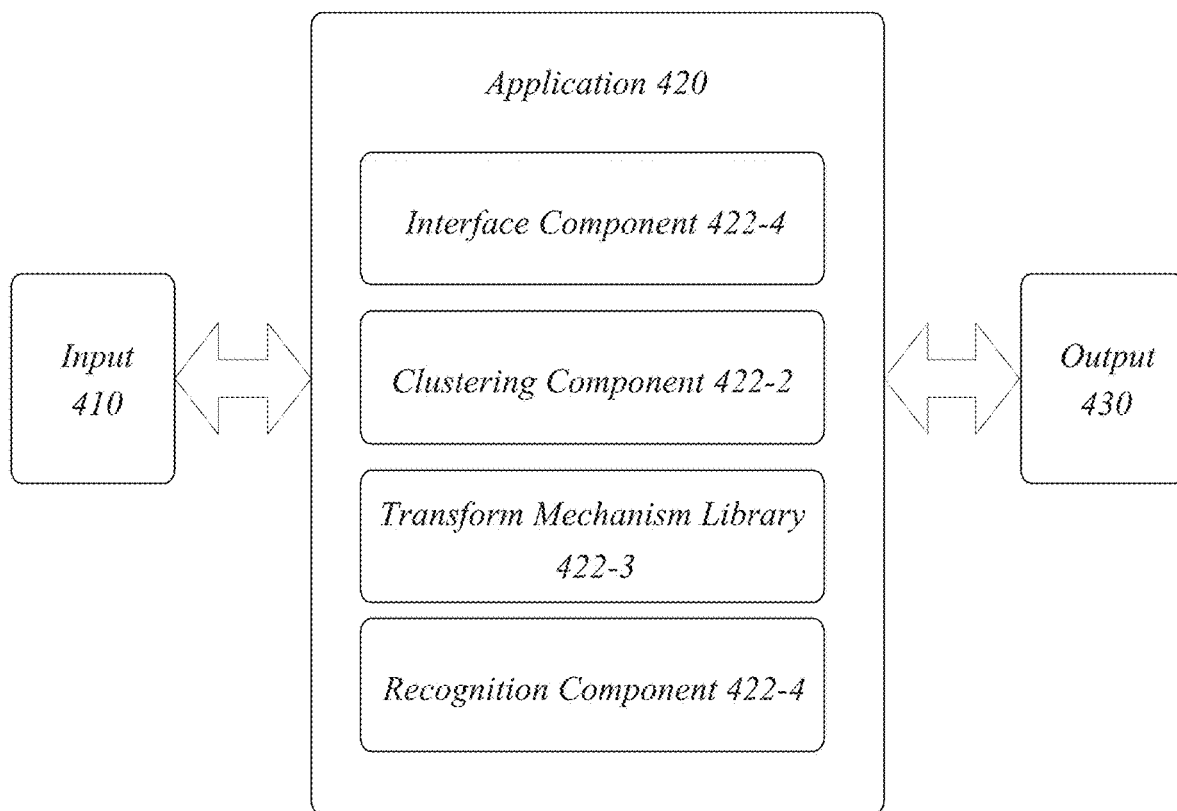 Application 420
Interface Component 422-4
Input
410
Clustering Component 422-2
Output
430
Transform Mechanism Library
422-3
Recognition Component 422-4